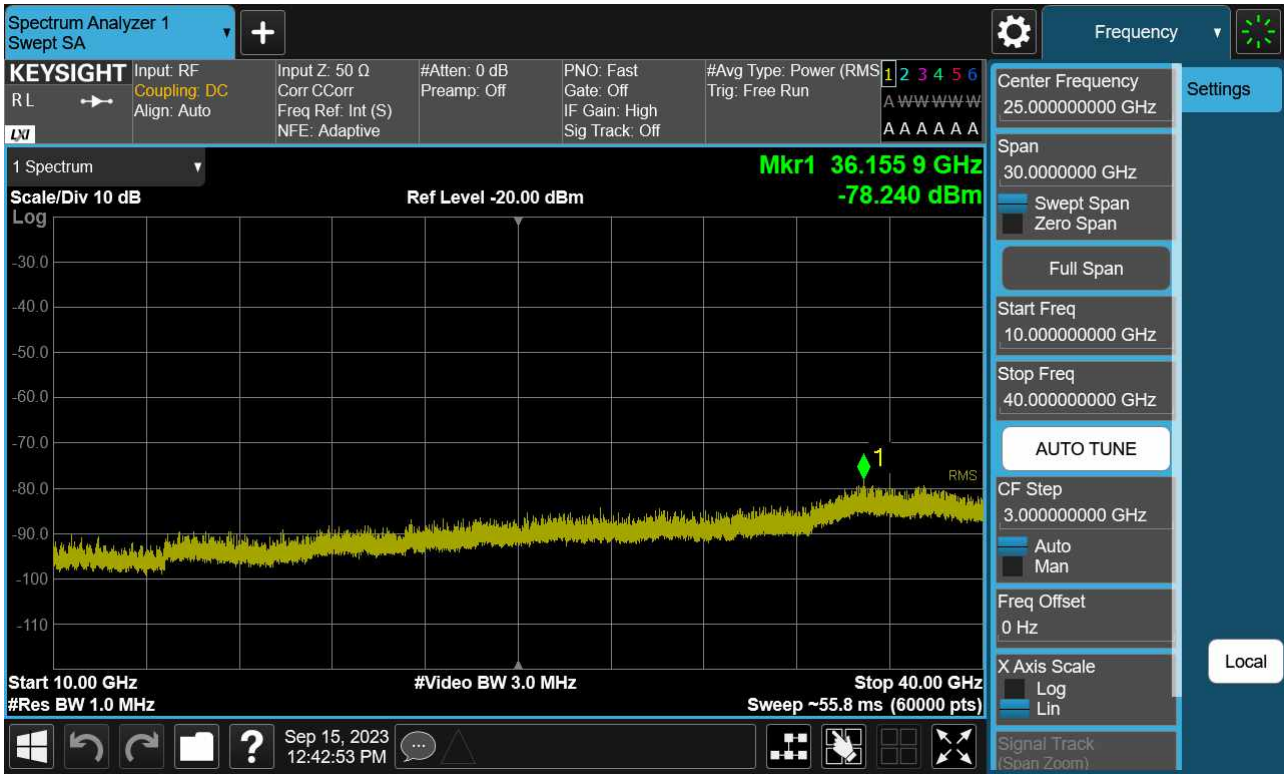 Spectrum Analyzer 1
Swept SA
+
Frequency
KEYSIGHT
R L
LXI
Input: RF
Coupling: DC
Align: Auto
Input Z: 50 Ω
Corr CCorr
Freq Ref: Int (S)
NFE: Adaptive
#Atten: 0 dB
Preamp: Off
PNO: Fast
Gate: Off
IF Gain: High
Sig Track: Off
#Avg Type: Power (RMS
Trig: Free Run
1 2 3 4 5 6
A W W W W W
A A A A A A
1 Spectrum
Scale/Div 10 dB
Log
Ref Level -20.00 dBm
Mkr1 36.155 9 GHz
-78.240 dBm
-30.0
-40.0
-50.0
-60.0
-70.0
-80.0
-90.0
-100
-110
1
RMS
Start 10.00 GHz
#Res BW 1.0 MHz
#Video BW 3.0 MHz
Stop 40.00 GHz
Sweep ~55.8 ms (60000 pts)
Center Frequency
25.000000000 GHz
Span
30.0000000 GHz
Swept Span
Zero Span
Full Span
Start Freq
10.000000000 GHz
Stop Freq
40.000000000 GHz
AUTO TUNE
CF Step
3.000000000 GHz
Auto
Man
Freq Offset
0 Hz
X Axis Scale
Log
Lin
Signal Track
(Span Zoom)
Settings
Local
?
Sep 15, 2023
12:42:53 PM